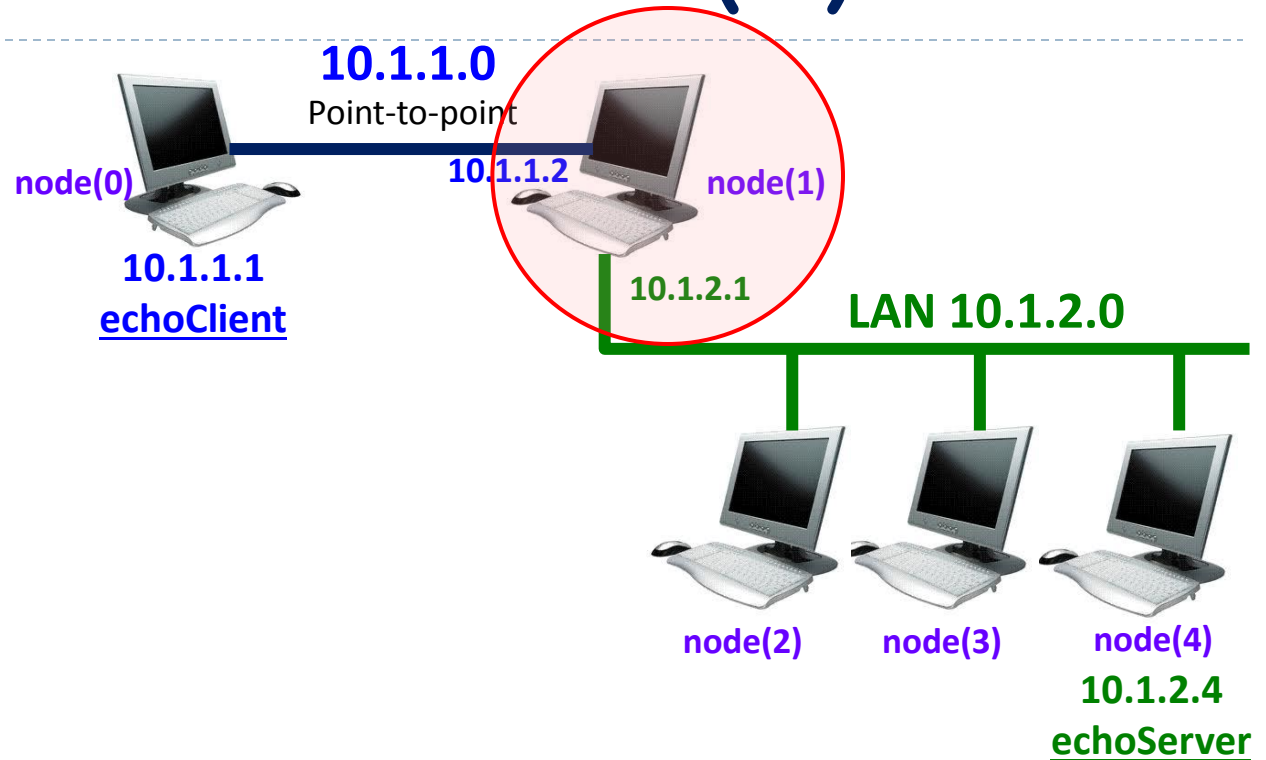 10.1.1.0
Point-to-point
10.1.1.2
node(0)
node(1)
10.1.1.1
echoClient
10.1.2.1
LAN 10.1.2.0
node(2)
node(3)
node(4)
10.1.2.4
echoServer